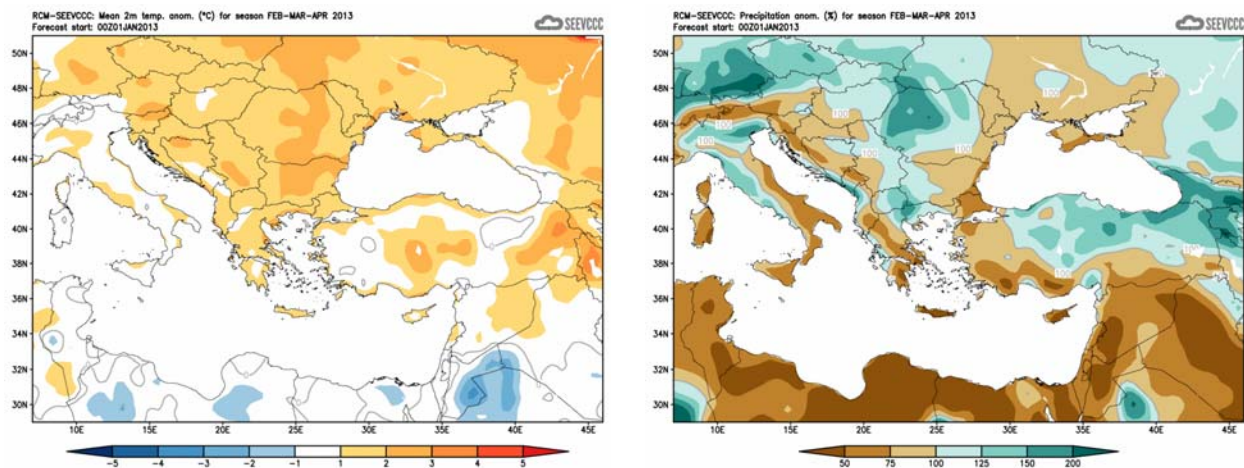 RCM-SEEVCCC: Mean 2m temp. anom. (°C) for season FEB-MAR-APR 2013
Forecast start: 00Z01JAN2013
SEEVCCC
50N
48N
46N
44N
42N
40N
38N
36N
34N
32N
30N
10E 15E 20E 25E 30E 35E 40E 45E
-5 -4 -3 -2 -1 1 2 3 4 5
RCM-SEEVCCC: Precipitation anom. (%) for season FEB-MAR-APR 2013
Forecast start: 00Z01JAN2013
SEEVCCC
50N
48N
46N
44N
42N
40N
38N
36N
34N
32N
30N
100
100
100
100
100
100
100
100
10E 15E 20E 25E 30E 35E 40E 45E
50 75 100 125 150 200